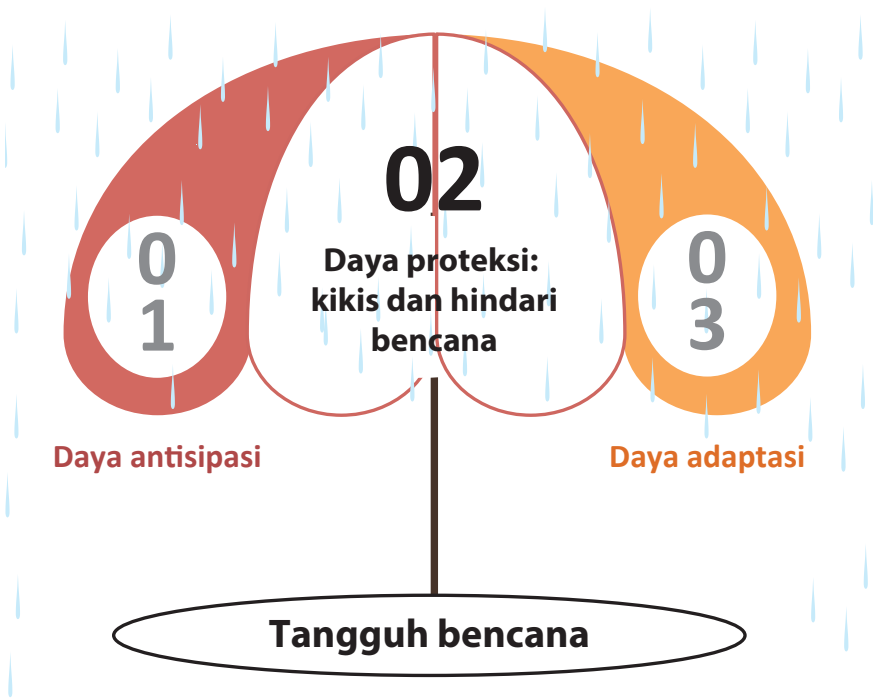 02
Daya proteksi:
kikis dan hindari
bencana
0
1
Daya antisipasi
0
3
Daya adaptasi
Tangguh bencana